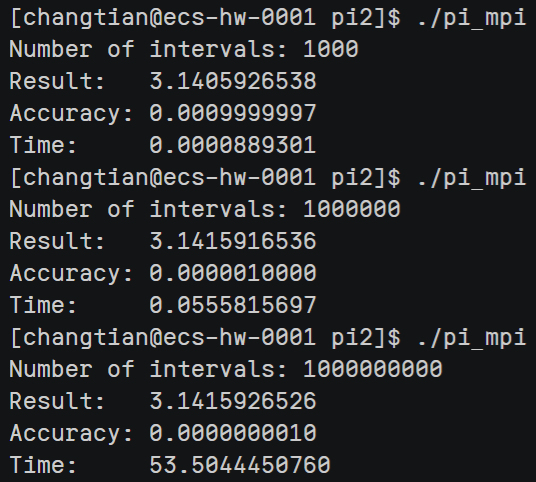 [changtian@ecs-hw-0001 pi2]$ ./pi_mpi
Number of intervals: 1000
Result:   3.1405926538
Accuracy: 0.0009999997
Time:     0.0000889301
[changtian@ecs-hw-0001 pi2]$ ./pi_mpi
Number of intervals: 1000000
Result:   3.1415916536
Accuracy: 0.0000010000
Time:     0.0555815697
[changtian@ecs-hw-0001 pi2]$ ./pi_mpi
Number of intervals: 1000000000
Result:   3.1415926526
Accuracy: 0.0000000010
Time:     53.5044450760